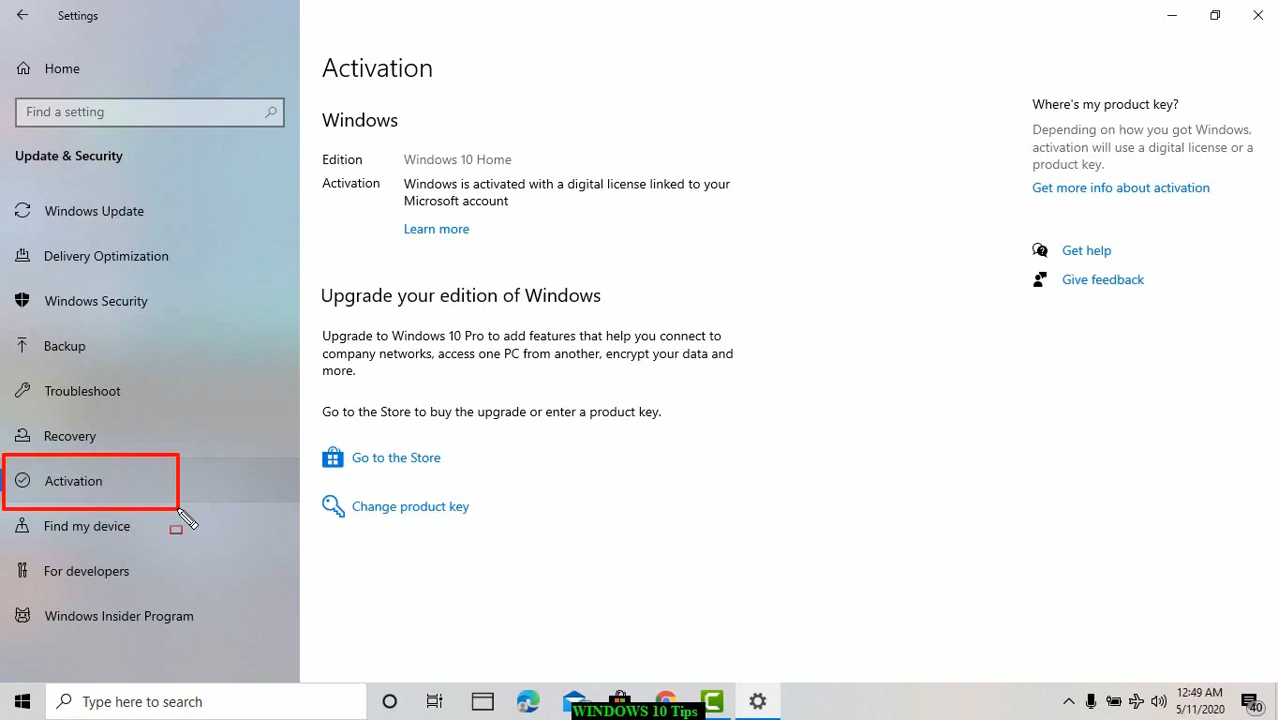 Settings
Home
Find a setting
Update & Security
Windows Update
Delivery Optimization
Windows Security
Backup
Troubleshoot
Recovery
Activation
Find my device
For developers
Windows Insider Program
Activation
Windows
Edition Windows 10 Home
Activation Windows is activated with a digital license linked to your
Microsoft account
Learn more
Upgrade your edition of Windows
Upgrade to Windows 10 Pro to add features that help you connect to
company networks, access one PC from another, encrypt your data and
more.
Go to the Store to buy the upgrade or enter a product key.
Go to the Store
Change product key
Where's my product key?
Depending on how you got Windows,
activation will use a digital license or a
product key.
Get more info about activation
Get help
Give feedback
Type here to search
WINDOWS 10 Tips
12:49 AM
5/11/2020
40